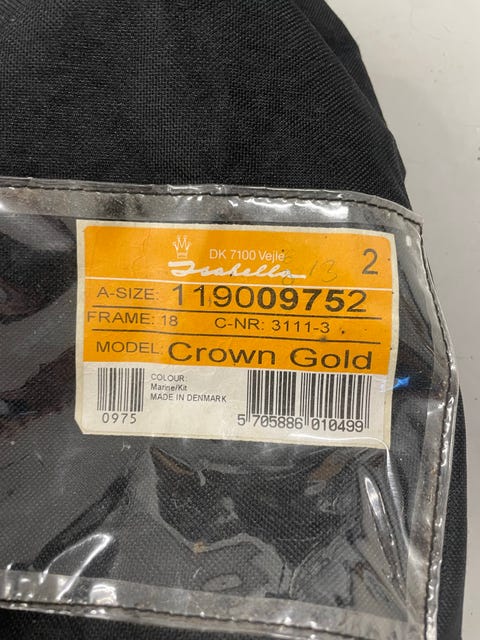 DK 7100 Vejle
Isabella
2
A-SIZE: 119009752
FRAME: 18 C-NR: 3111-3
MODEL: Crown Gold
COLOUR:
Marine/Kit
MADE IN DENMARK
0975
5 705886 010499